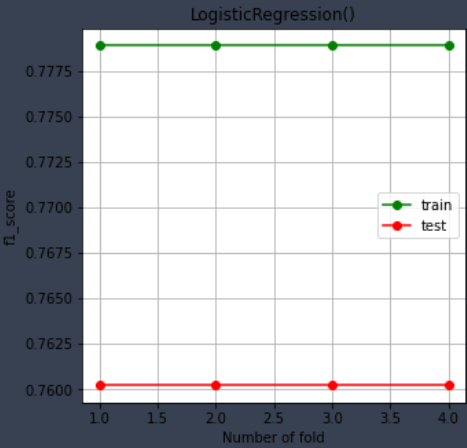 LogisticRegression()
f1_score
0.7775
0.7750
0.7725
0.7700
0.7675
0.7650
0.7625
0.7600
train
test
1.0 1.5 2.0 2.5 3.0 3.5 4.0
Number of fold